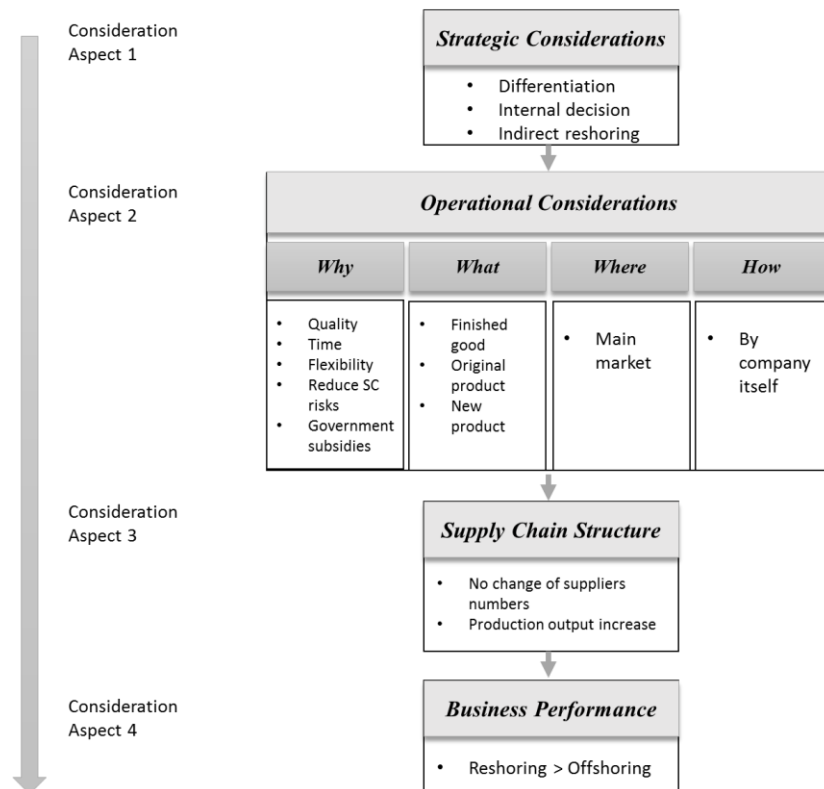 Consideration
Aspect 1
Strategic Considerations
• Differentiation
• Internal decision
• Indirect reshoring
Consideration
Aspect 2
Operational Considerations
Why
• Quality
• Time
• Flexibility
• Reduce SC
risks
• Government
subsidies
What
• Finished
good
• Original
product
• New
product
Where
• Main
market
How
• By
company
itself
Consideration
Aspect 3
Supply Chain Structure
• No change of suppliers
numbers
• Production output increase
Consideration
Aspect 4
Business Performance
• Reshoring > Offshoring